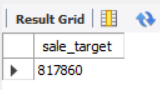 Result Grid
sale_target
817860